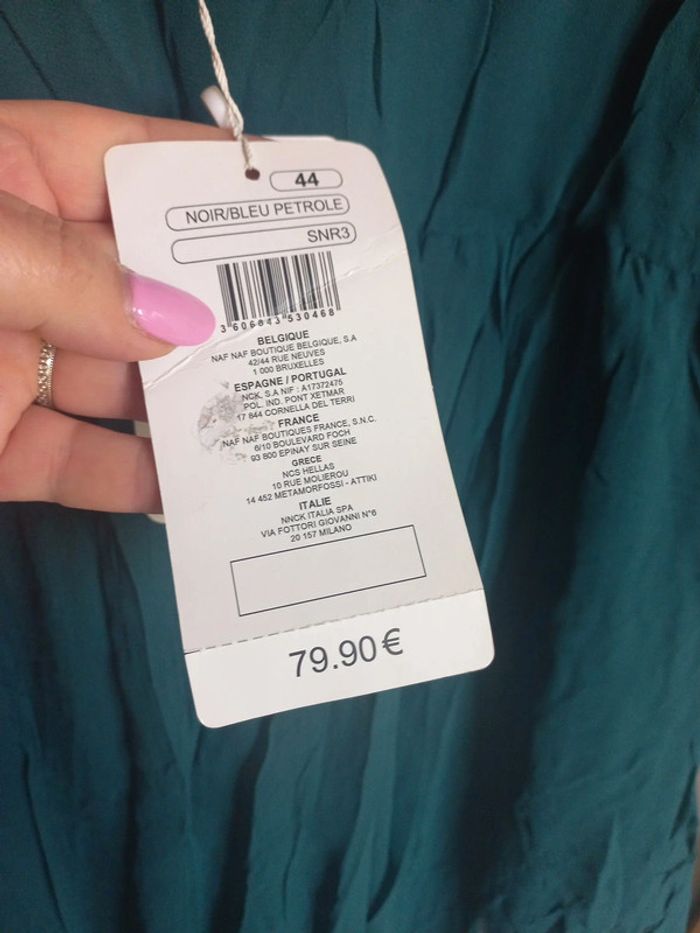 44
NOIR/BLEU PETROLE
SNR3
3 606843 530468
BELGIQUE
NAF NAF BOUTIQUE BELGIQUE, S.A
42/44 RUE NEUVES
1 000 BRUXELLES
ESPAGNE / PORTUGAL
NCK, S.A NIF : A17372475
POL. IND. PONT XETMAR
17 844 CORNELLA DEL TERRI
FRANCE
NAF NAF BOUTIQUES FRANCE, S.N.C.
6/10 BOULEVARD FOCH
93 800 EPINAY SUR SEINE
GRECE
NCS HELLAS
10 RUE MOLIEROU
14 452 METAMORFOSSI - ATTIKI
ITALIE
NNCK ITALIA SPA
VIA FOTTORI GIOVANNI N°6
20 157 MILANO
79.90€